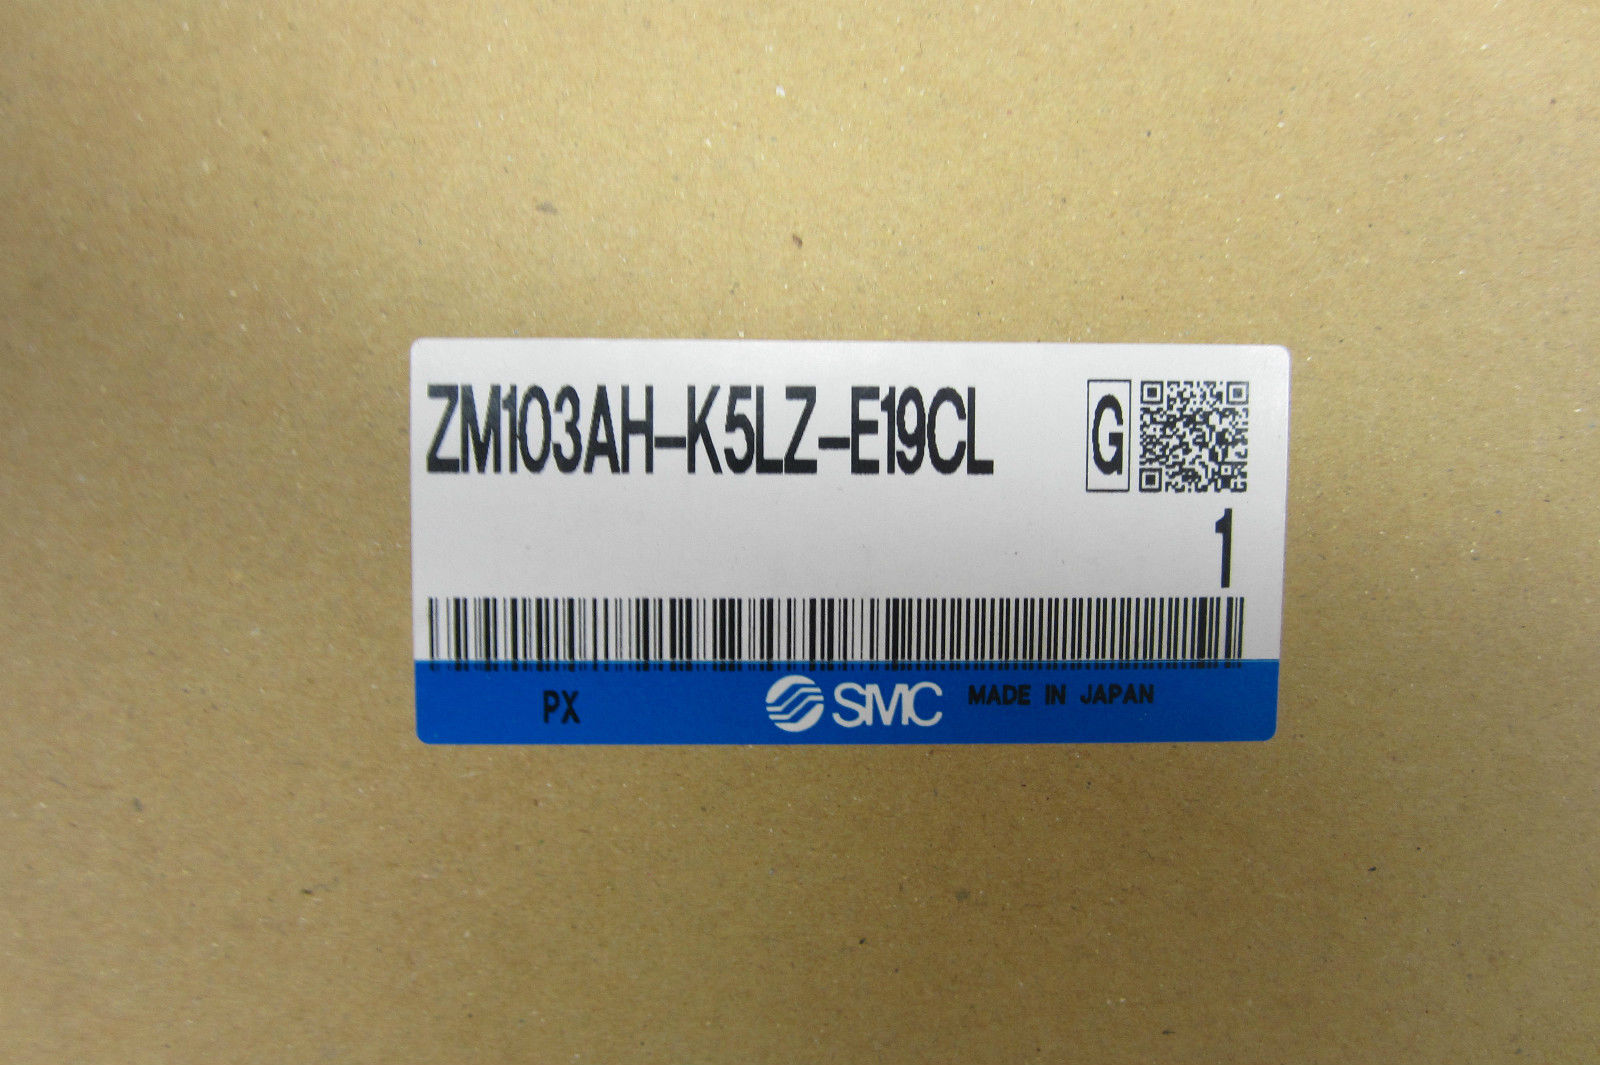 ZM103AH-K5LZ-E19CL G
1
PX SMC MADE IN JAPAN